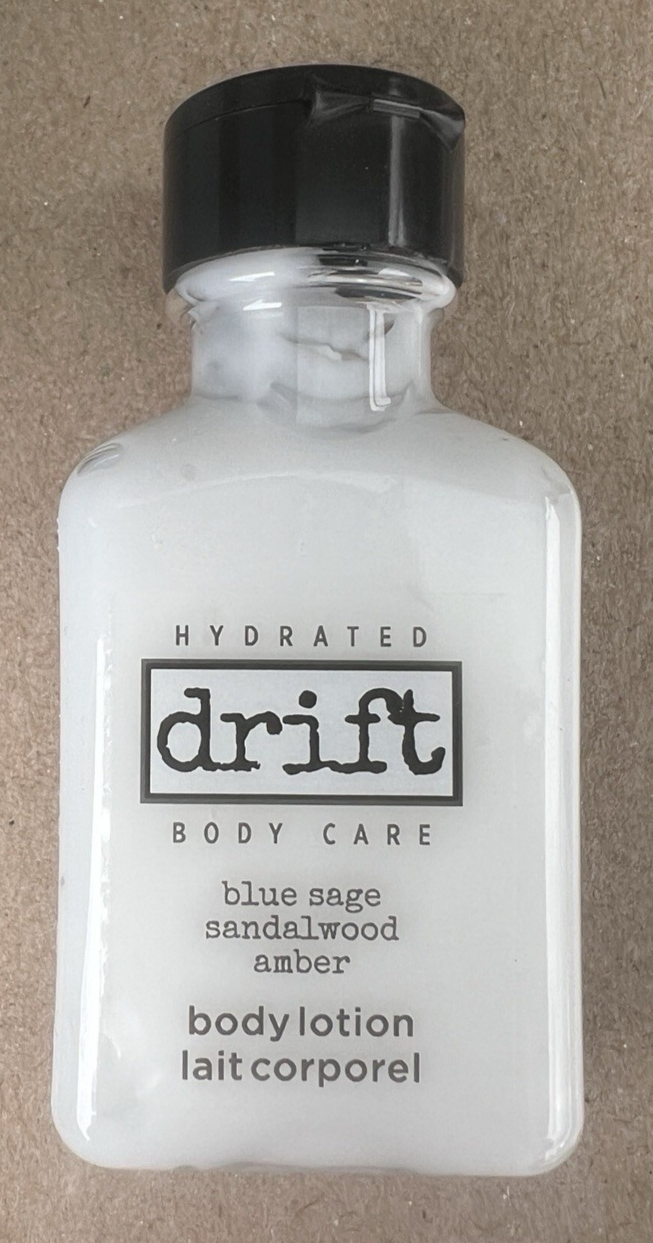 HYDRATED
drift
BODY CARE
blue sage
sandalwood
amber
body lotion
lait corporel